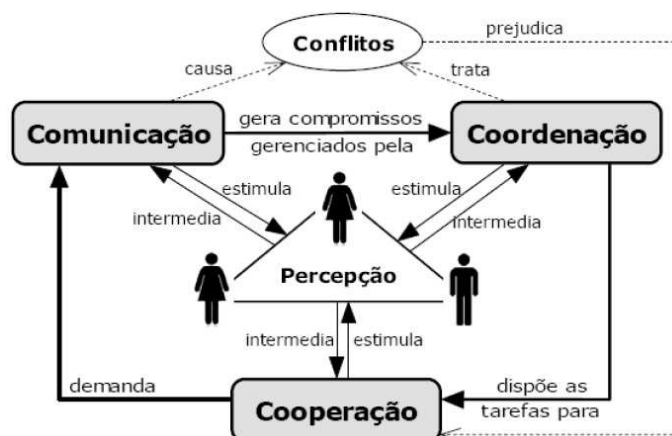 Conflitos
prejudica
causa
trata
Comunicação
gera compromissos
gerenciados pela
Coordenação
estimula
intermedia
estimula
intermedia
Percepção
intermedia
estimula
demanda
dispõe as
tarefas para
Cooperação